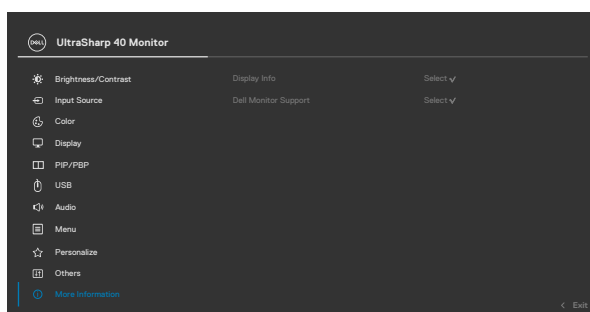 DELL UltraSharp 40 Monitor
Brightness/Contrast Display Info Select
Input Source Dell Monitor Support Select
Color
Display
PIP/PBP
USB
Audio
Menu
Personalize
Others
More Information
Exit